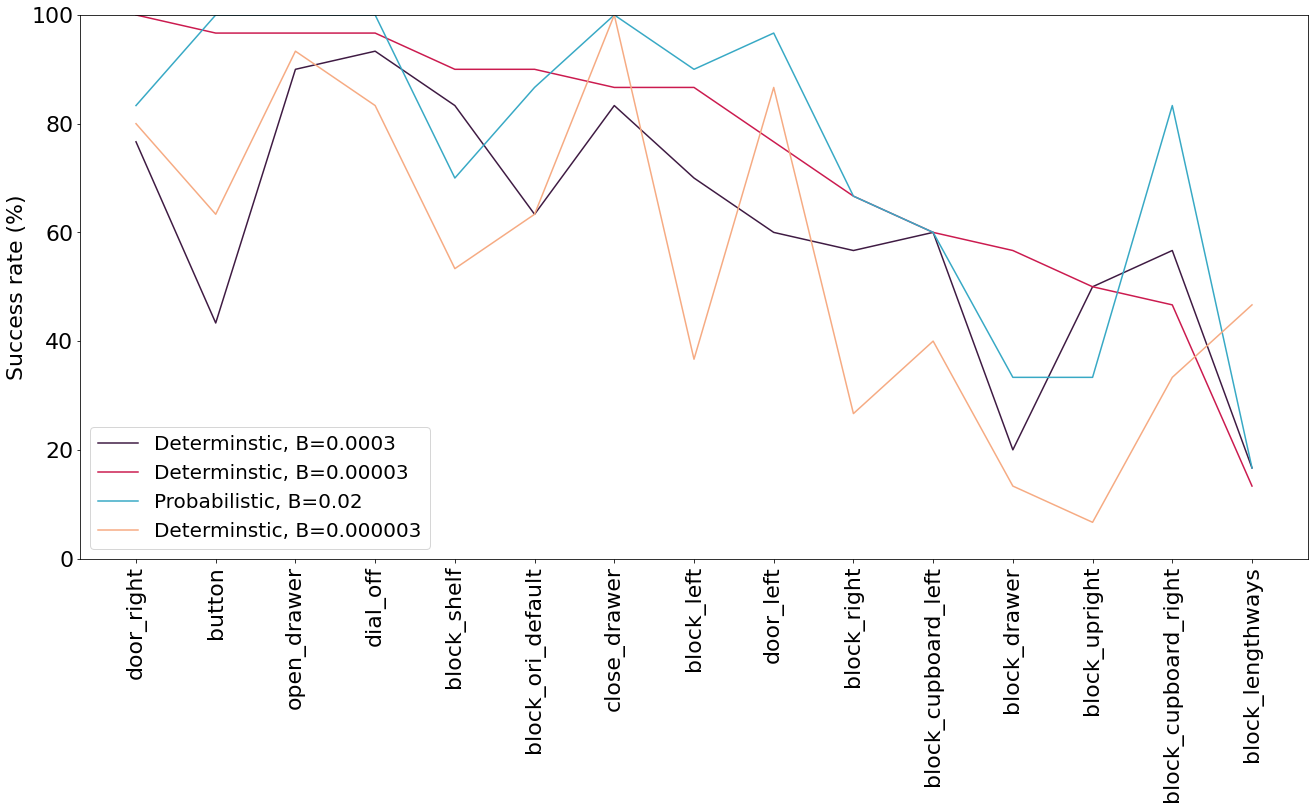 100
80
60
40
20
0
Success rate (%)
Determinstic, B=0.0003
Determinstic, B=0.00003
Probabilistic, B=0.02
Determinstic, B=0.000003
door_right
button
open_drawer
dial_off
block_shelf
block_ori_default
close_drawer
block_left
door_left
block_right
block_cupboard_left
block_drawer
block_upright
block_cupboard_right
block_lengthways